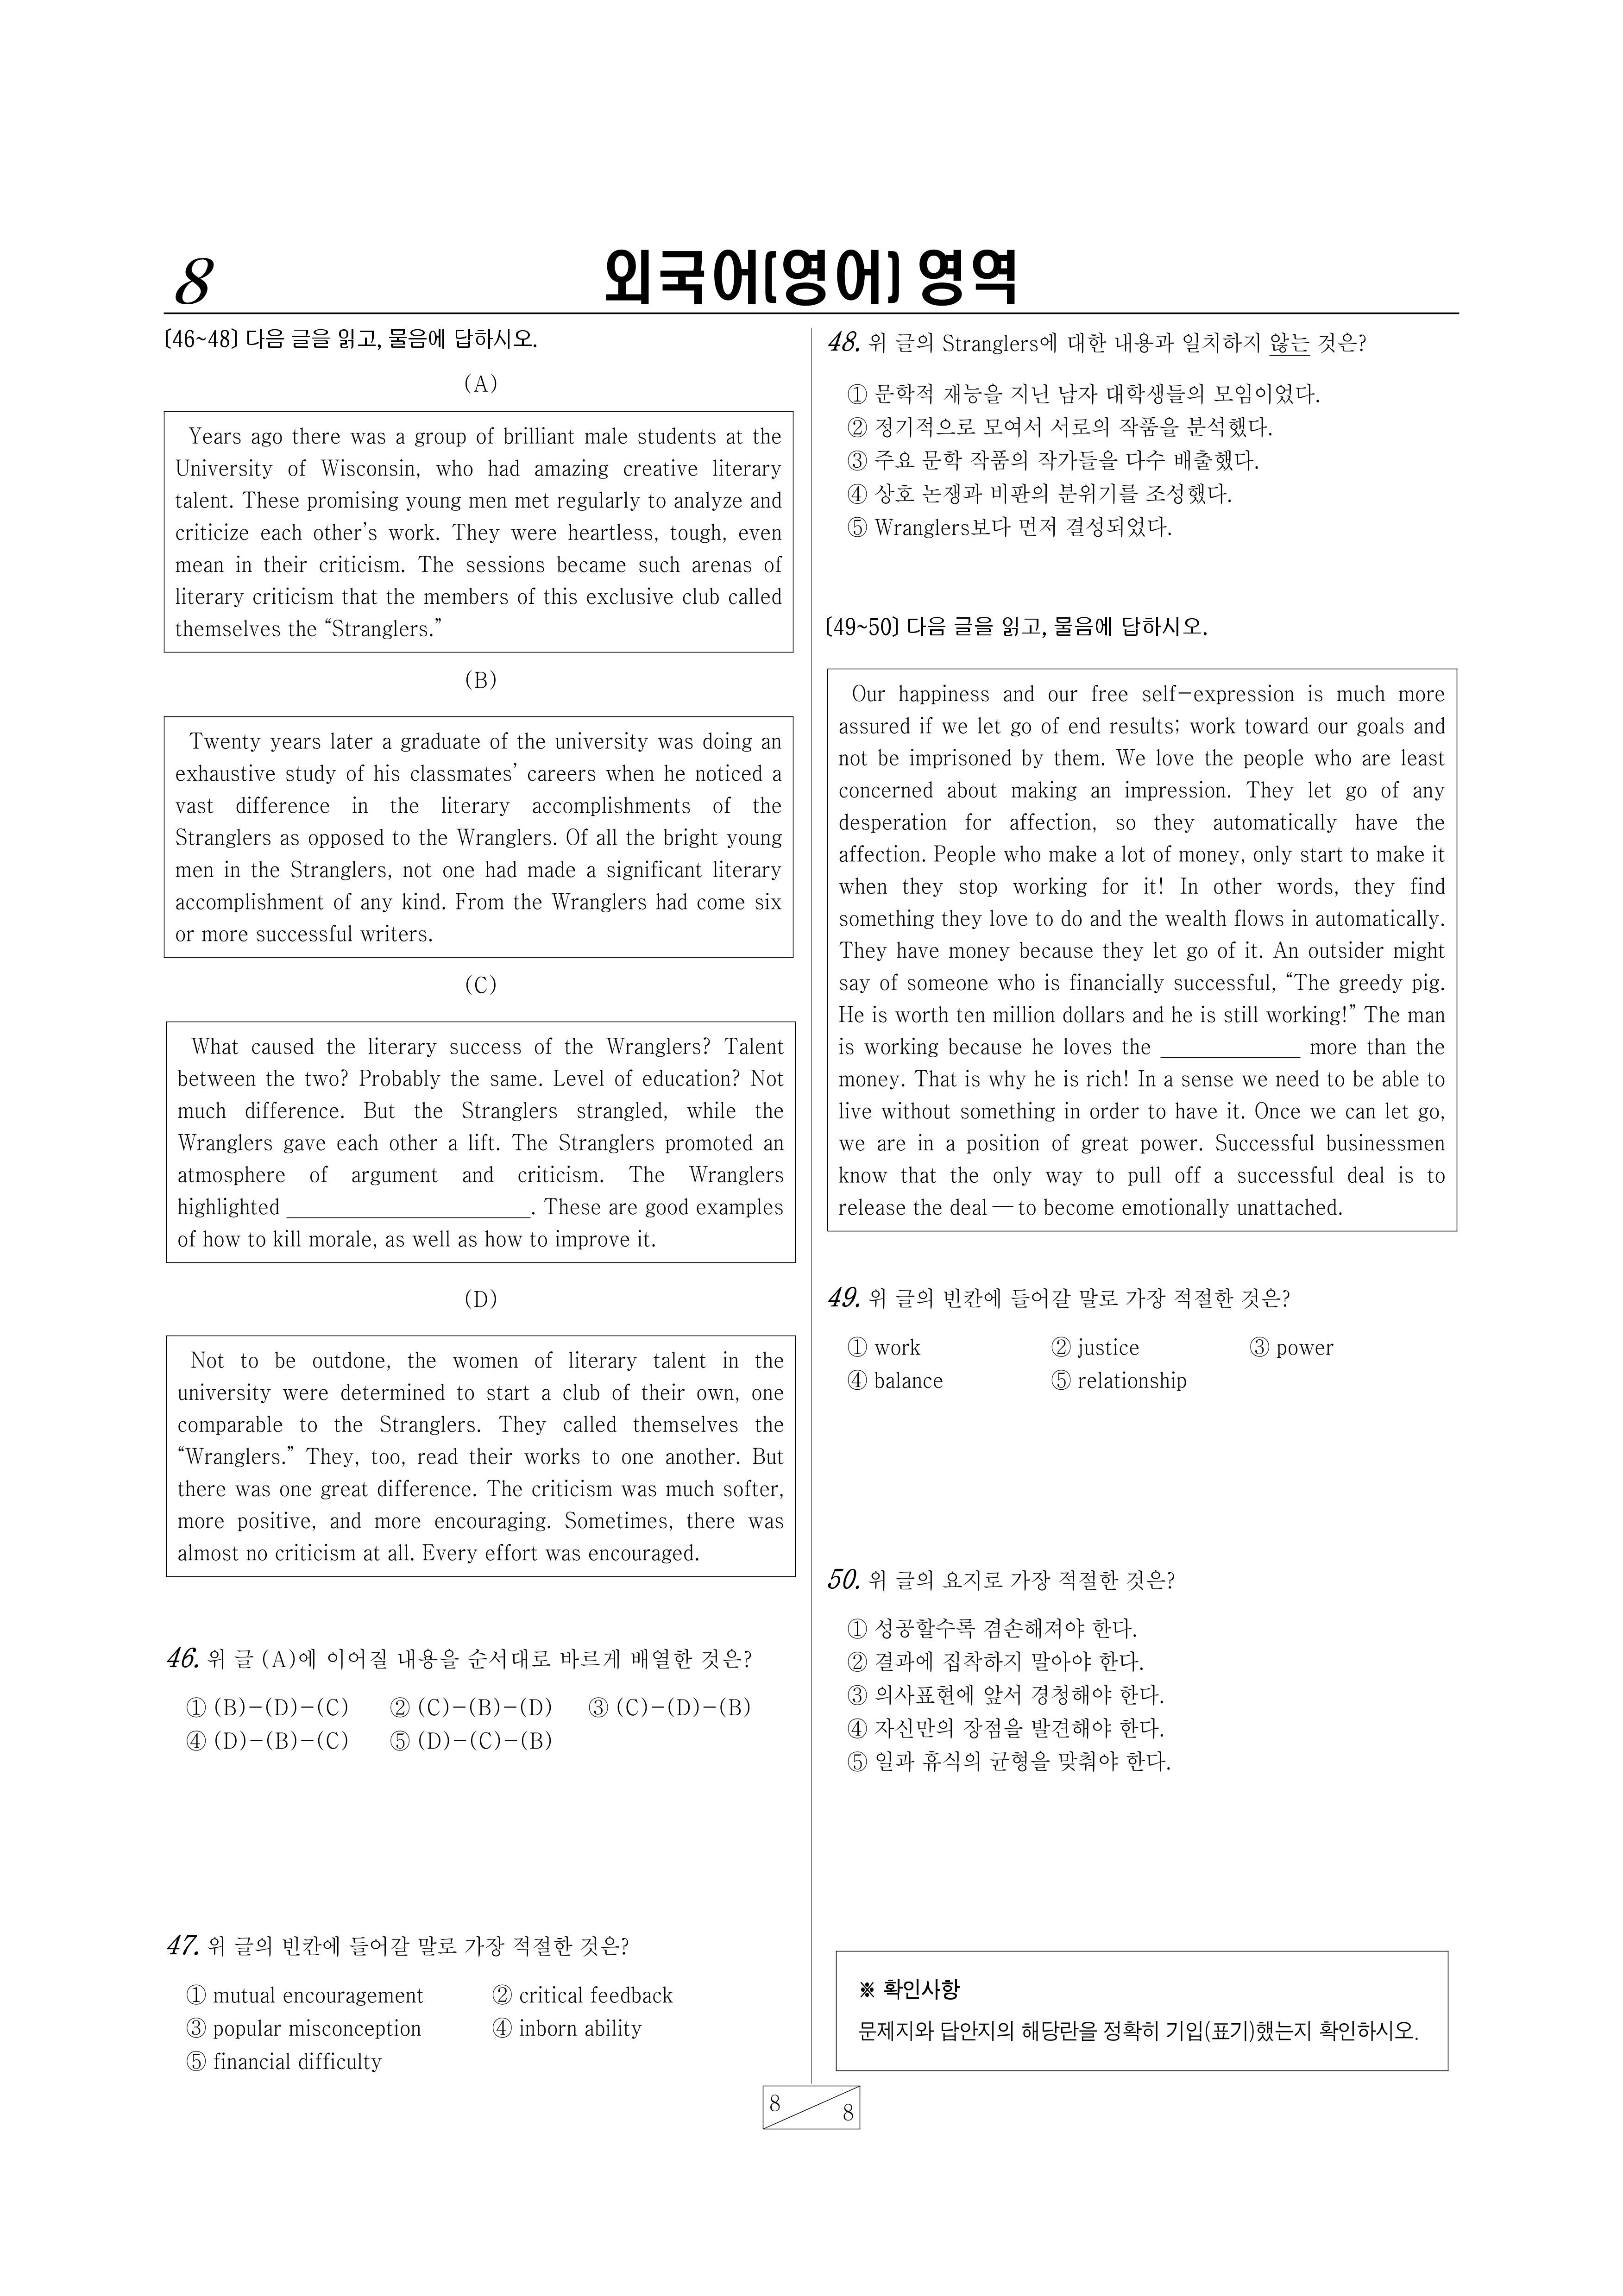 8
외국어(영어) 영역
[46~48] 다음 글을 읽고, 물음에 답하시오.
(A)
Years ago there was a group of brilliant male students at the
University of Wisconsin, who had amazing creative literary
talent. These promising young men met regularly to analyze and
criticize each other's work. They were heartless, tough, even
mean in their criticism. The sessions became such arenas of
literary criticism that the members of this exclusive club called
themselves the “Stranglers.”
(B)
Twenty years later a graduate of the university was doing an
exhaustive study of his classmates' careers when he noticed a
vast difference in the literary accomplishments of the
Stranglers as opposed to the Wranglers. Of all the bright young
men in the Stranglers, not one had made a significant literary
accomplishment of any kind. From the Wranglers had come six
or more successful writers.
(C)
What caused the literary success of the Wranglers? Talent
between the two? Probably the same. Level of education? Not
much difference. But the Stranglers strangled, while the
Wranglers gave each other a lift. The Stranglers promoted an
atmosphere of argument and criticism. The Wranglers
highlighted ____________________. These are good examples
of how to kill morale, as well as how to improve it.
(D)
Not to be outdone, the women of literary talent in the
university were determined to start a club of their own, one
comparable to the Stranglers. They called themselves the
“Wranglers.” They, too, read their works to one another. But
there was one great difference. The criticism was much softer,
more positive, and more encouraging. Sometimes, there was
almost no criticism at all. Every effort was encouraged.
46. 위 글 (A)에 이어질 내용을 순서대로 바르게 배열한 것은?
① (B)-(D)-(C) ② (C)-(B)-(D) ③ (C)-(D)-(B)
④ (D)-(B)-(C) ⑤ (D)-(C)-(B)
47. 위 글의 빈칸에 들어갈 말로 가장 적절한 것은?
① mutual encouragement ② critical feedback
③ popular misconception ④ inborn ability
⑤ financial difficulty
48. 위 글의 Stranglers에 대한 내용과 일치하지 않는 것은?
① 문학적 재능을 지닌 남자 대학생들의 모임이었다.
② 정기적으로 모여서 서로의 작품을 분석했다.
③ 주요 문학 작품의 작가들을 다수 배출했다.
④ 상호 논쟁과 비판의 분위기를 조성했다.
⑤ Wranglers보다 먼저 결성되었다.
[49~50] 다음 글을 읽고, 물음에 답하시오.
Our happiness and our free self-expression is much more
assured if we let go of end results; work toward our goals and
not be imprisoned by them. We love the people who are least
concerned about making an impression. They let go of any
desperation for affection, so they automatically have the
affection. People who make a lot of money, only start to make it
when they stop working for it! In other words, they find
something they love to do and the wealth flows in automatically.
They have money because they let go of it. An outsider might
say of someone who is financially successful, “The greedy pig.
He is worth ten million dollars and he is still working!” The man
is working because he loves the ____________ more than the
money. That is why he is rich! In a sense we need to be able to
live without something in order to have it. Once we can let go,
we are in a position of great power. Successful businessmen
know that the only way to pull off a successful deal is to
release the deal — to become emotionally unattached.
49. 위 글의 빈칸에 들어갈 말로 가장 적절한 것은?
① work ② justice ③ power
④ balance ⑤ relationship
50. 위 글의 요지로 가장 적절한 것은?
① 성공할수록 겸손해져야 한다.
② 결과에 집착하지 말아야 한다.
③ 의사표현에 앞서 경청해야 한다.
④ 자신만의 장점을 발견해야 한다.
⑤ 일과 휴식의 균형을 맞춰야 한다.
※ 확인사항
문제지와 답안지의 해당란을 정확히 기입(표기)했는지 확인하시오.
8
8